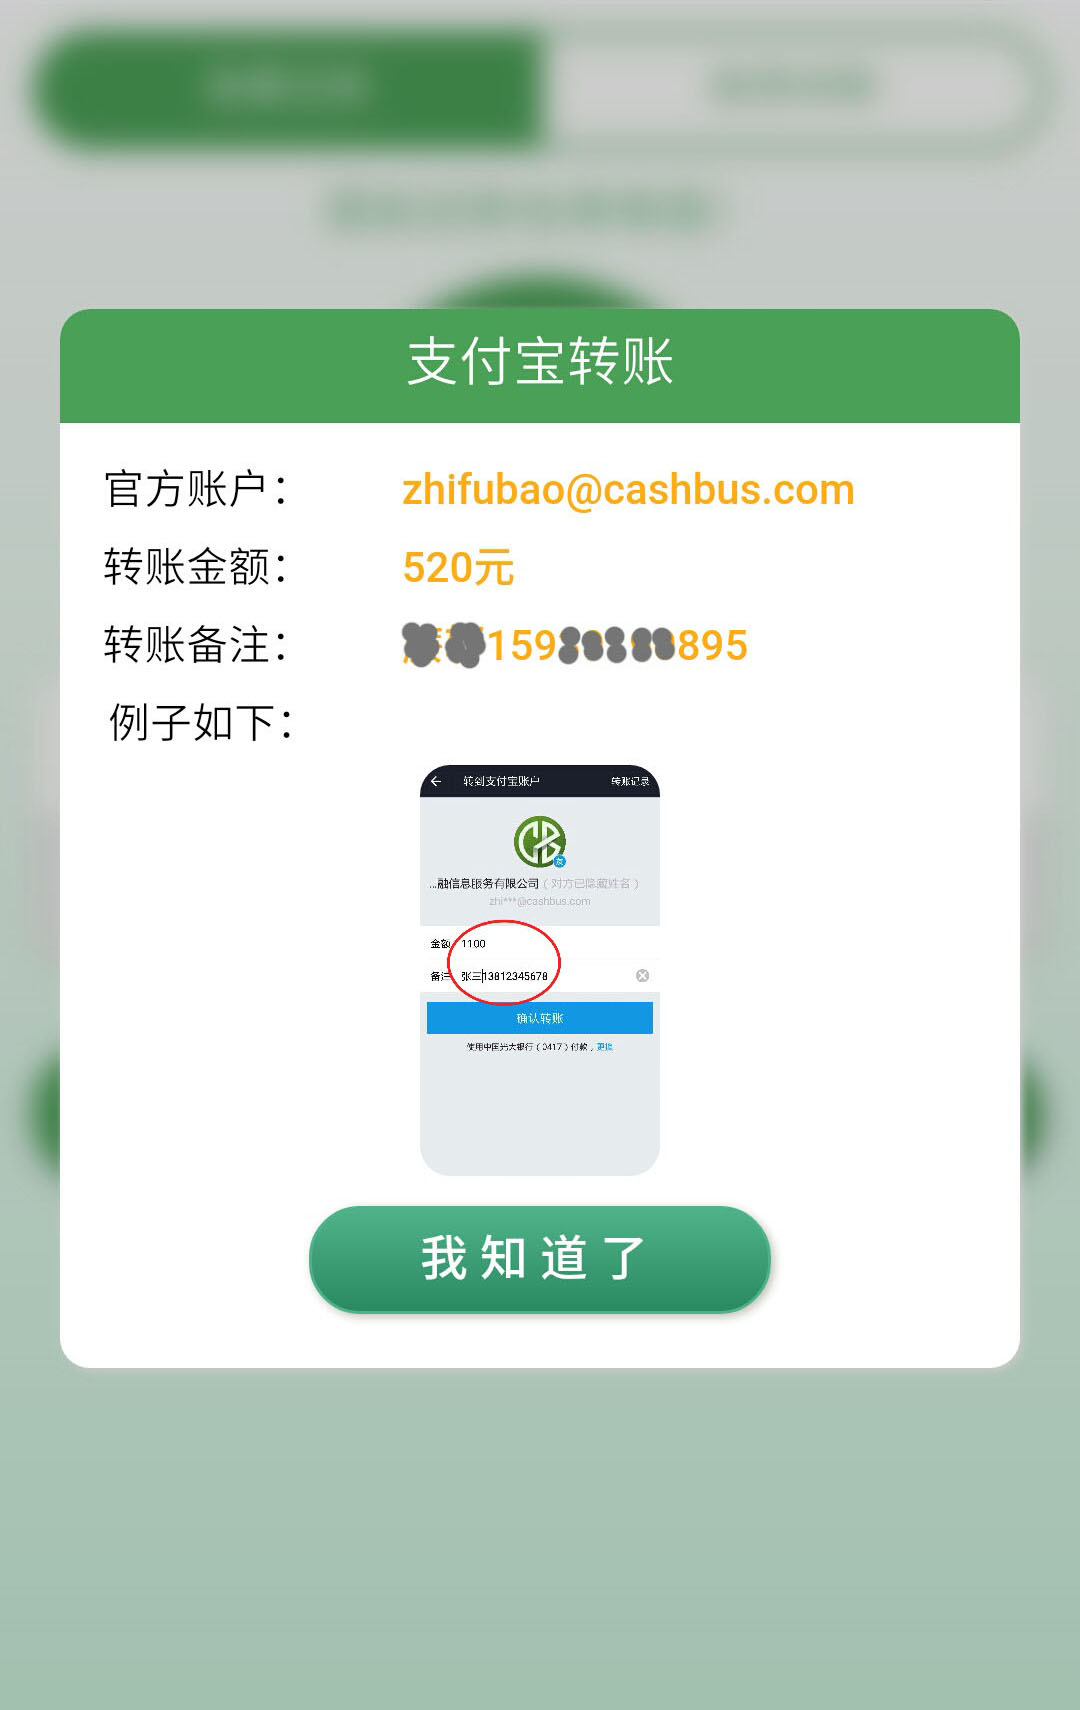 支付宝转账
官方账户： zhifubao@cashbus.com
转账金额： 520元
转账备注： 159 895
例子如下：
转到支付宝账户 转账记录
友
...融信息服务有限公司（对方已隐藏姓名）
zhi***@cashbus.com
金额 1100
备注 张三13812345678
确认转账
使用中国光大银行（0417）付款，更换
我知道了